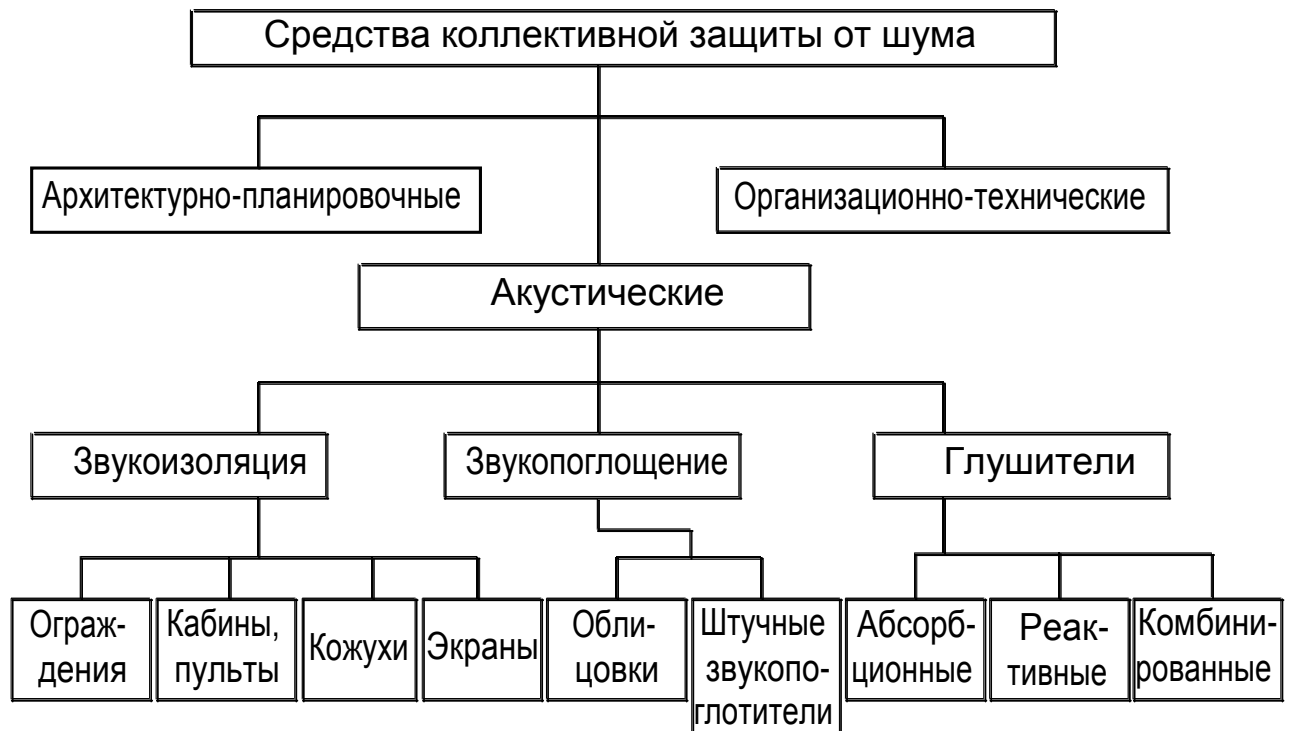 Средства коллективной защиты от шума
Архитектурно-планировочные
Организационно-технические
Акустические
Звукоизоляция
Звукопоглощение
Глушители
Ограж-
дения
Кабины,
пульты
Кожухи
Экраны
Обли-
цовки
Штучные
звукопо-
глотители
Абсорб-
ционные
Реак-
тивные
Комбини-
рованные